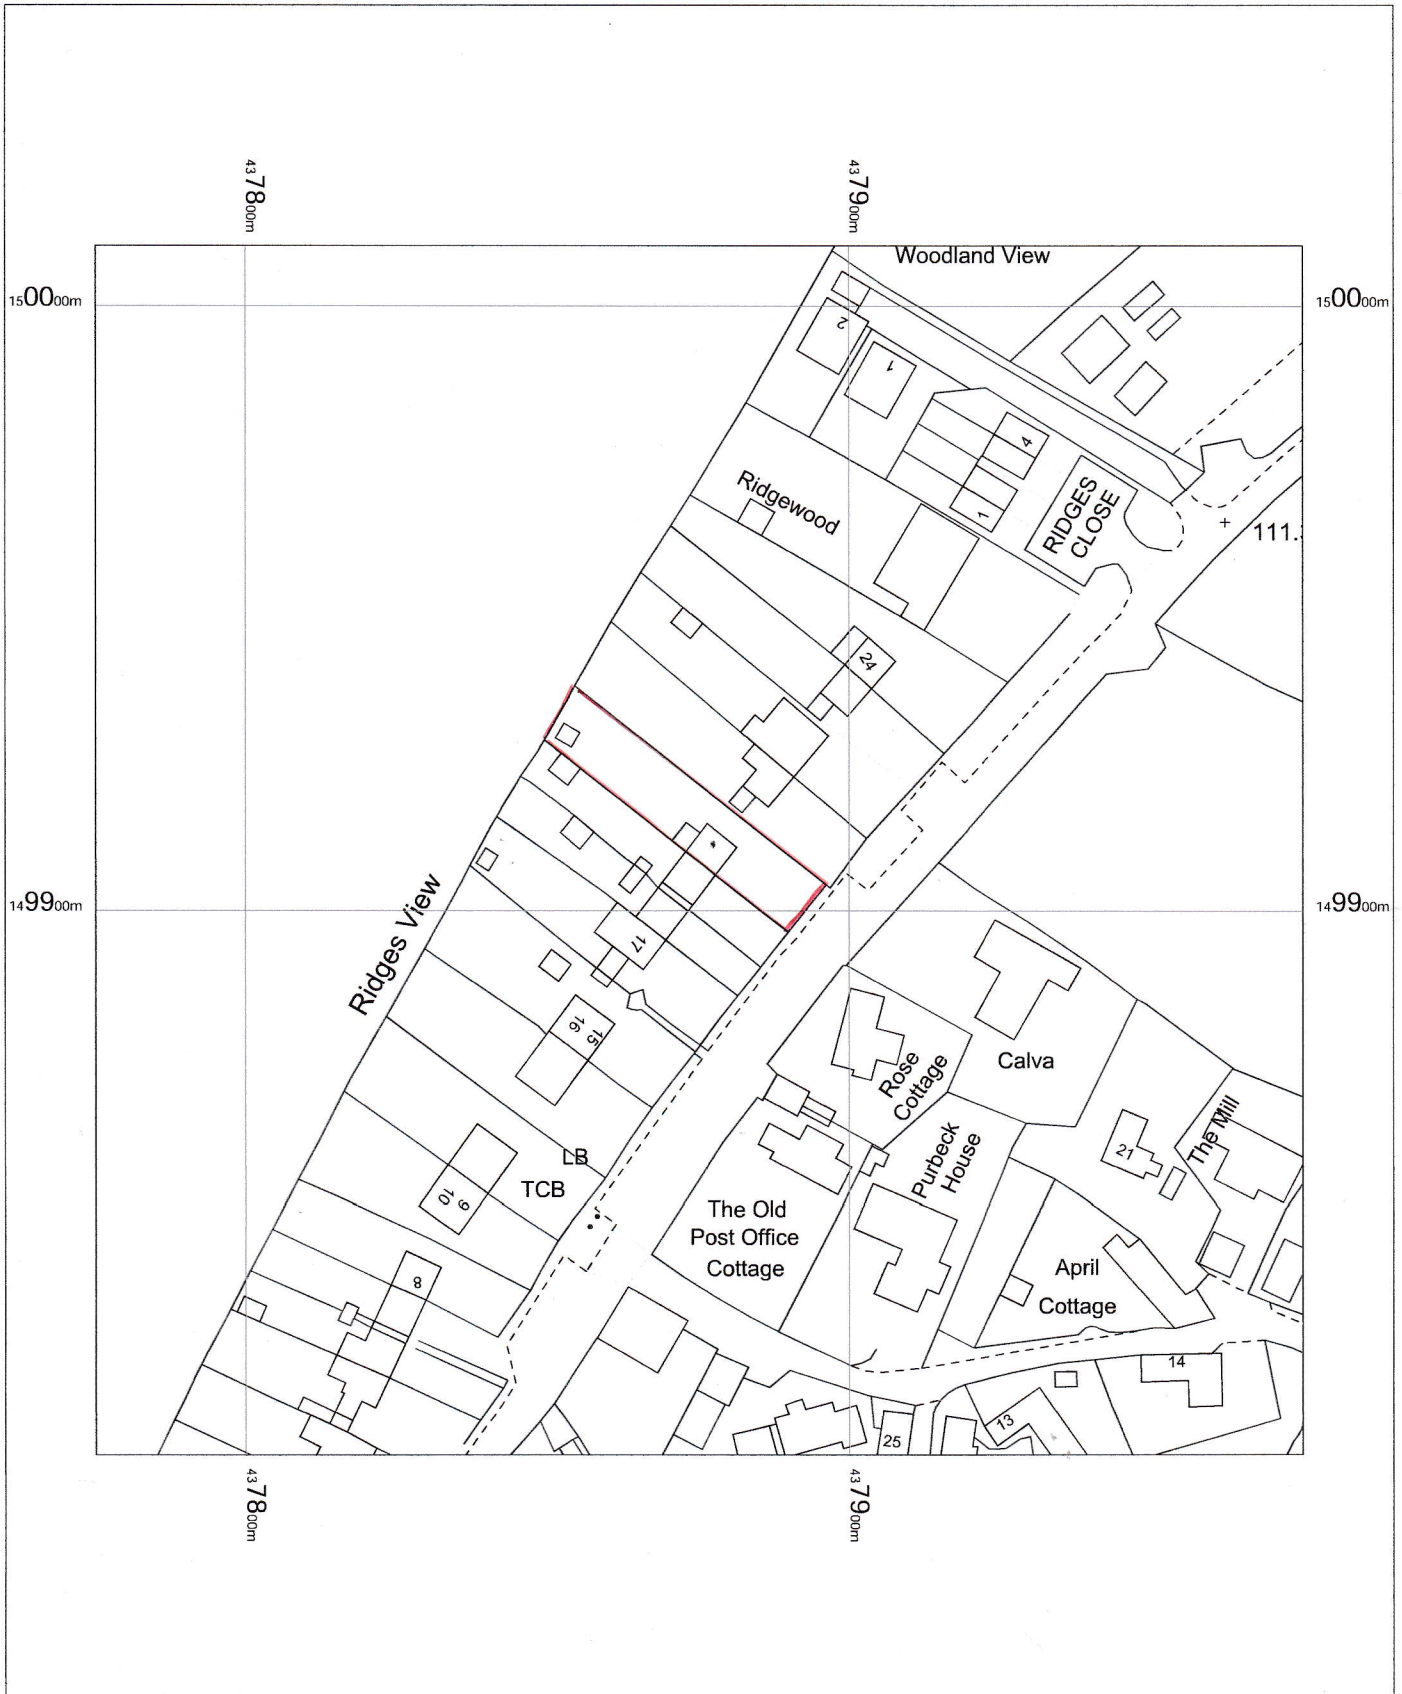 437800m
437900m
150000m
150000m
Woodland View
2
1
4
1
RIDGES
CLOSE
Ridgewood
111.
24
149900m
149900m
Ridges View
17
16
15
Rose
Cottage
Calva
The Mill
21
Purbeck
House
LB
TCB
10
9
The Old
Post Office
Cottage
April
Cottage
8
14
13
25
437800m
437900m